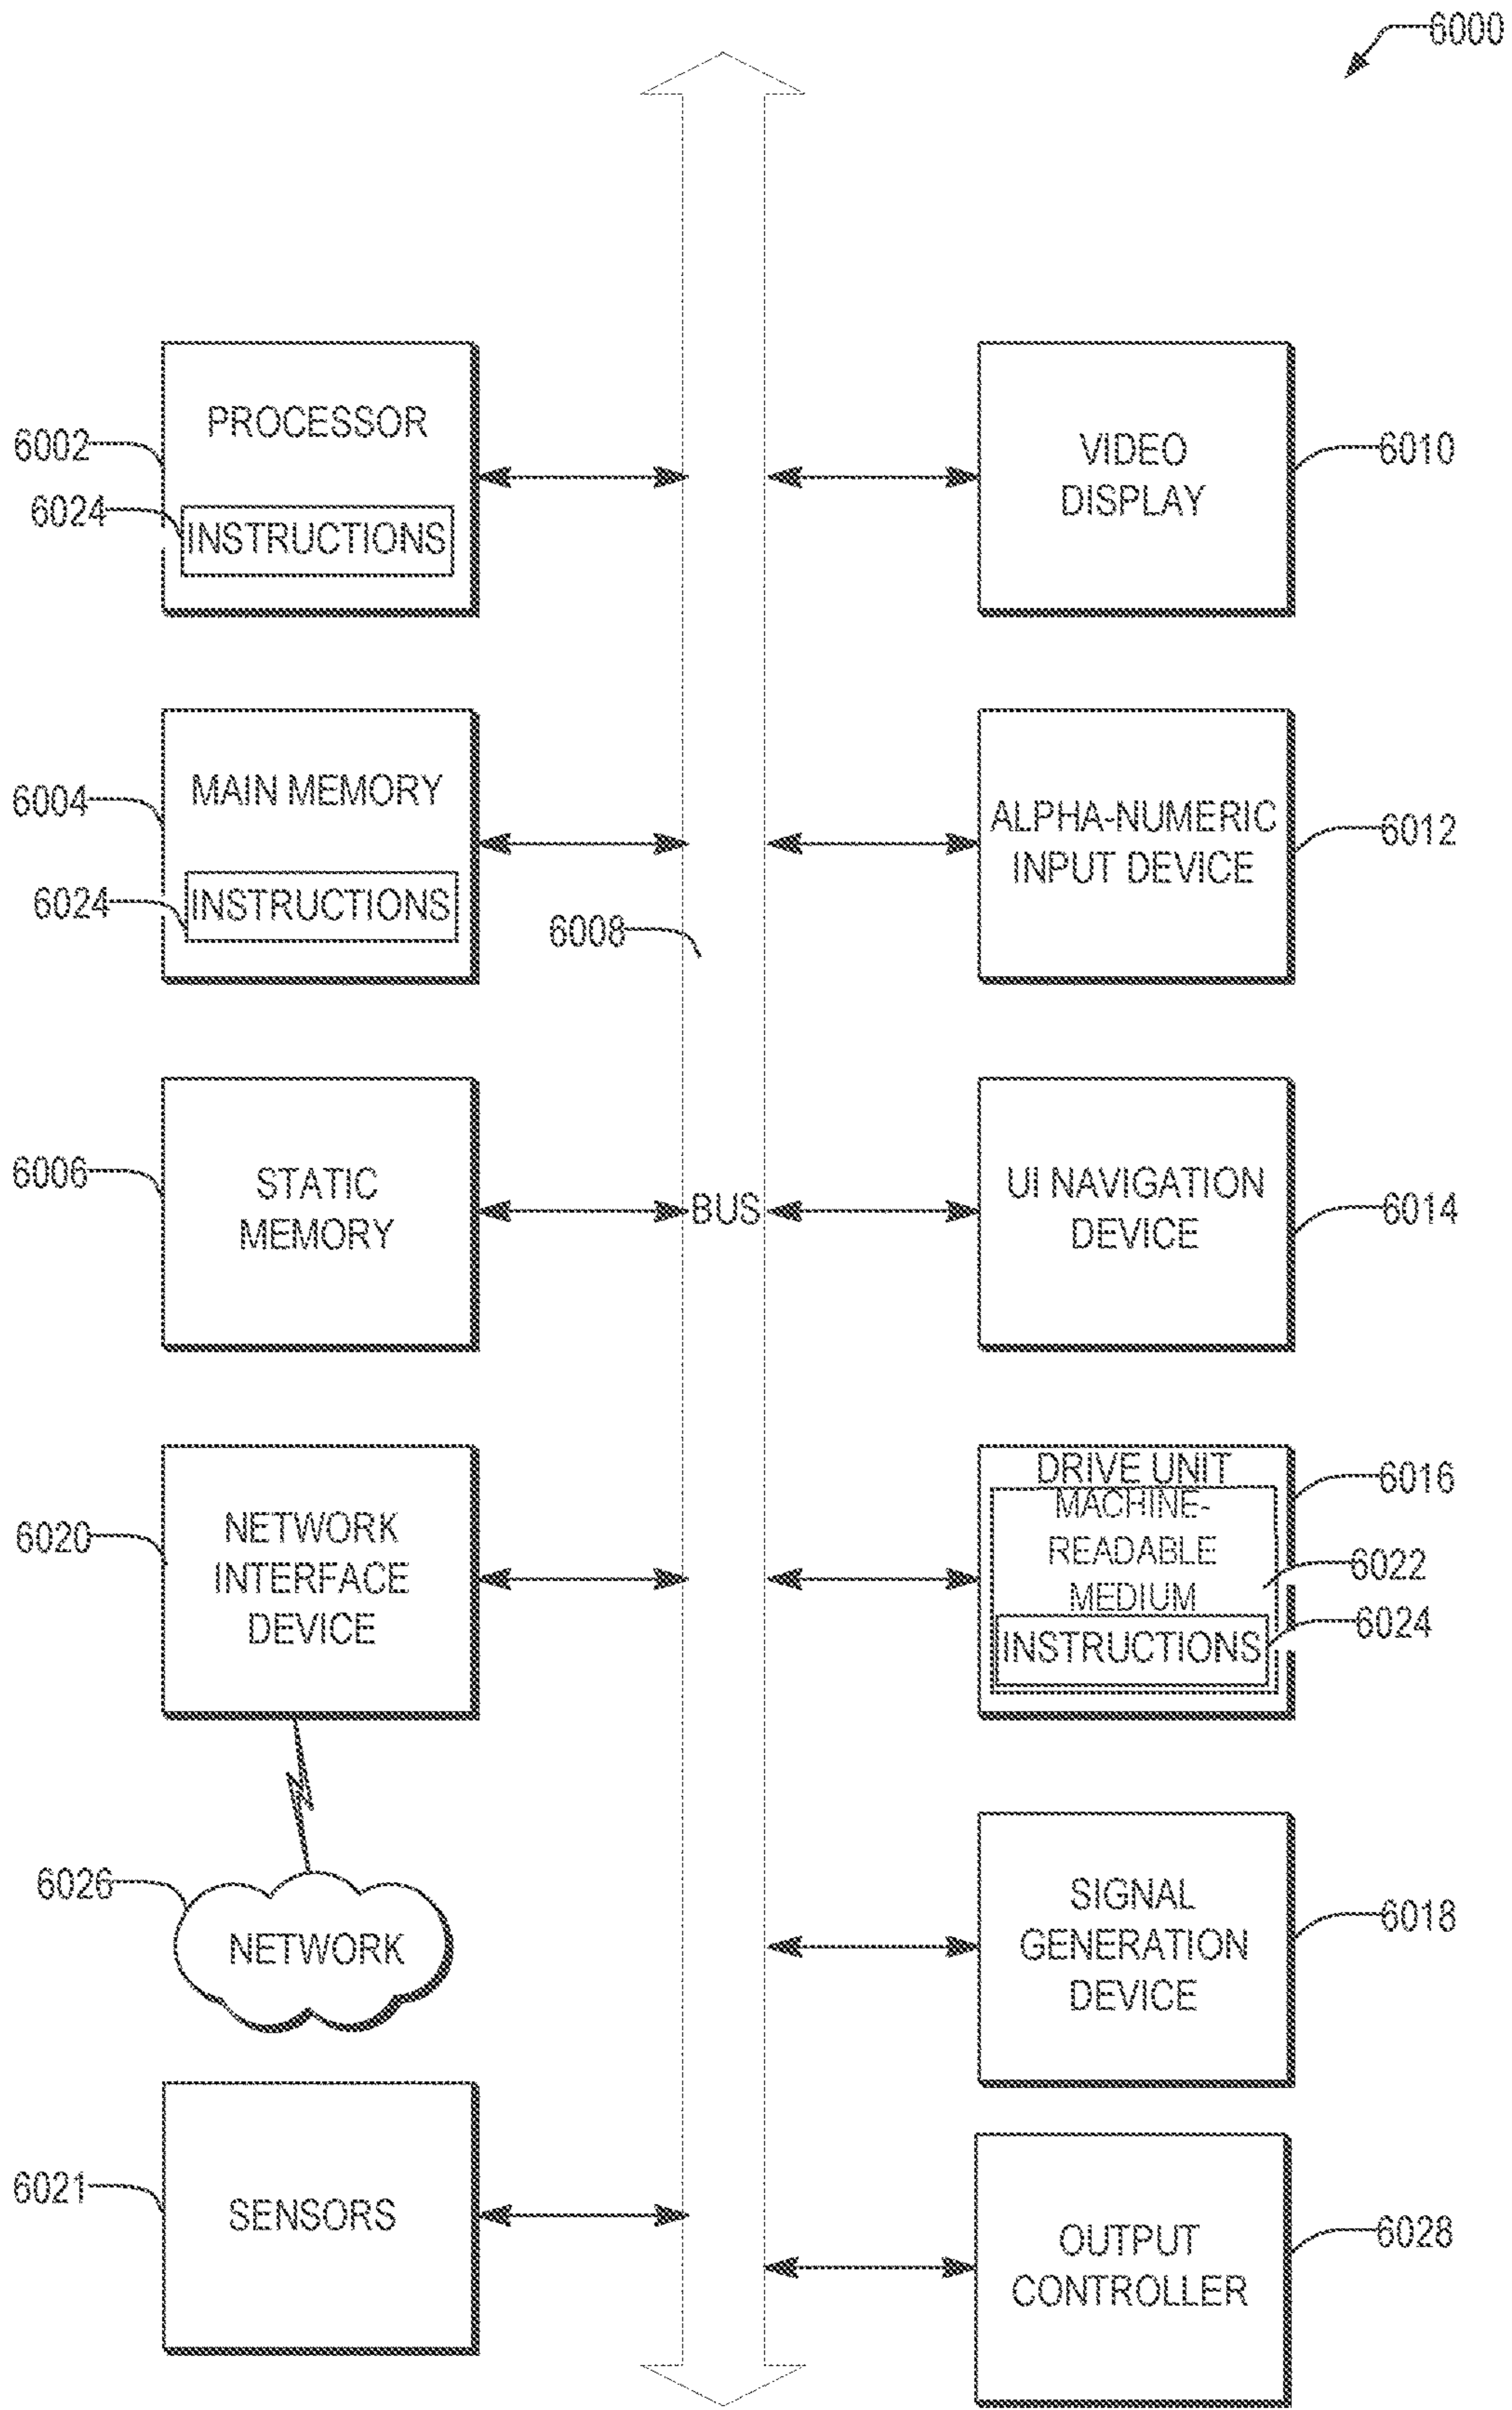 6000
PROCESSOR
6002
6024
INSTRUCTIONS
VIDEO
DISPLAY
6010
MAIN MEMORY
6004
6024
INSTRUCTIONS
6008
ALPHA-NUMERIC
INPUT DEVICE
6012
6006
STATIC
MEMORY
BUS
UI NAVIGATION
DEVICE
6014
6020
NETWORK
INTERFACE
DEVICE
DRIVE UNIT
6016
MACHINE-
READABLE
MEDIUM
6022
6024
INSTRUCTIONS
6026
NETWORK
SIGNAL
GENERATION
DEVICE
6018
6021
SENSORS
OUTPUT
CONTROLLER
6028